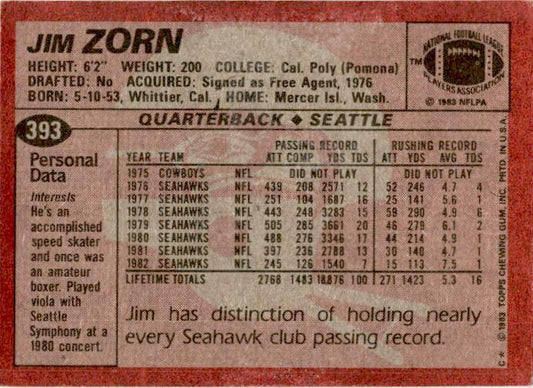 JIM ZORN
HEIGHT: 6'2" WEIGHT: 200 COLLEGE: Cal. Poly (Pomona)
DRAFTED: No ACQUIRED: Signed as Free Agent, 1976
BORN: 5-10-53, Whittier, Cal. HOME: Mercer Isl., Wash.
NATIONAL FOOTBALL LEAGUE
PLAYERS ASSOCIATION
TM
© 1983 NFLPA
393
QUARTERBACK ◆ SEATTLE
Personal
Data
Interests
He's an
accomplished
speed skater
and once was
an amateur
boxer. Played
viola with
Seattle
Symphony at a
1980 concert.
PASSING RECORD RUSHING RECORD
YEAR TEAM ATT COMP YDS TDS ATT YDS AVG TDS
1975 COWBOYS NFL DID NOT PLAY DID NOT PLAY
1976 SEAHAWKS NFL 439 208 2571 12 52 246 4.7 4
1977 SEAHAWKS NFL 251 104 1687 16 25 141 5.6 1
1978 SEAHAWKS NFL 443 248 3283 15 59 290 4.9 6
1979 SEAHAWKS NFL 505 285 3661 20 46 279 6.1 2
1980 SEAHAWKS NFL 488 276 3346 17 44 214 4.9 1
1981 SEAHAWKS NFL 397 236 2788 13 30 140 4.7 1
1982 SEAHAWKS NFL 245 126 1540 7 15 113 7.5 1
LIFETIME TOTALS 2768 1483 18876 100 271 1423 5.3 16
Jim has distinction of holding nearly
every Seahawk club passing record.
C* © 1983 TOPPS CHEWING GUM, INC. PRTD. IN U.S.A.